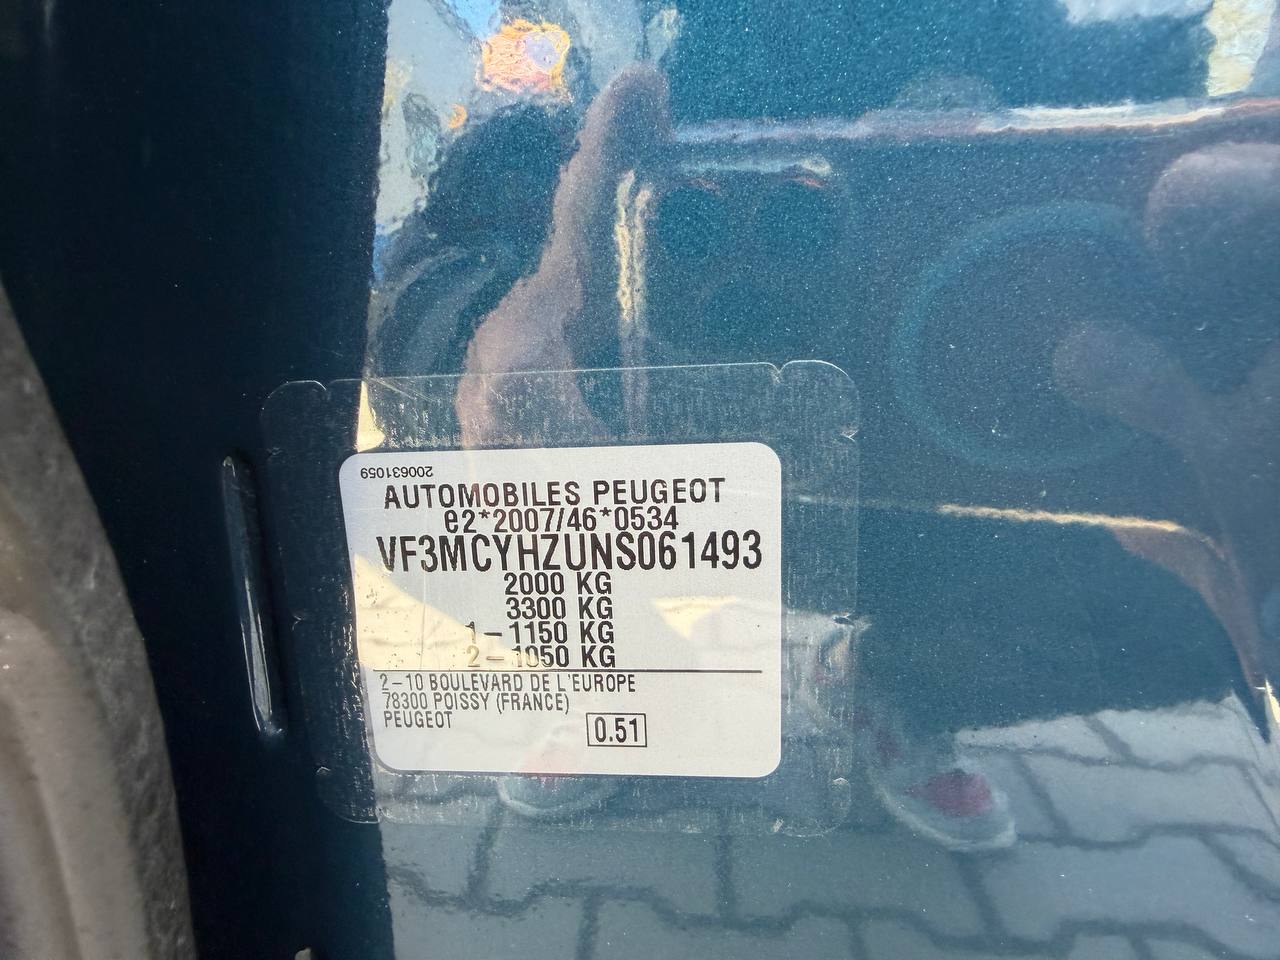 200631059
AUTOMOBILES PEUGEOT
e2*2007/46*0534
VF3MCYHZUNS061493
2000 KG
3300 KG
1-1150 KG
2-1050 KG
2-10 BOULEVARD DE L'EUROPE
78300 POISSY (FRANCE)
PEUGEOT
0.51